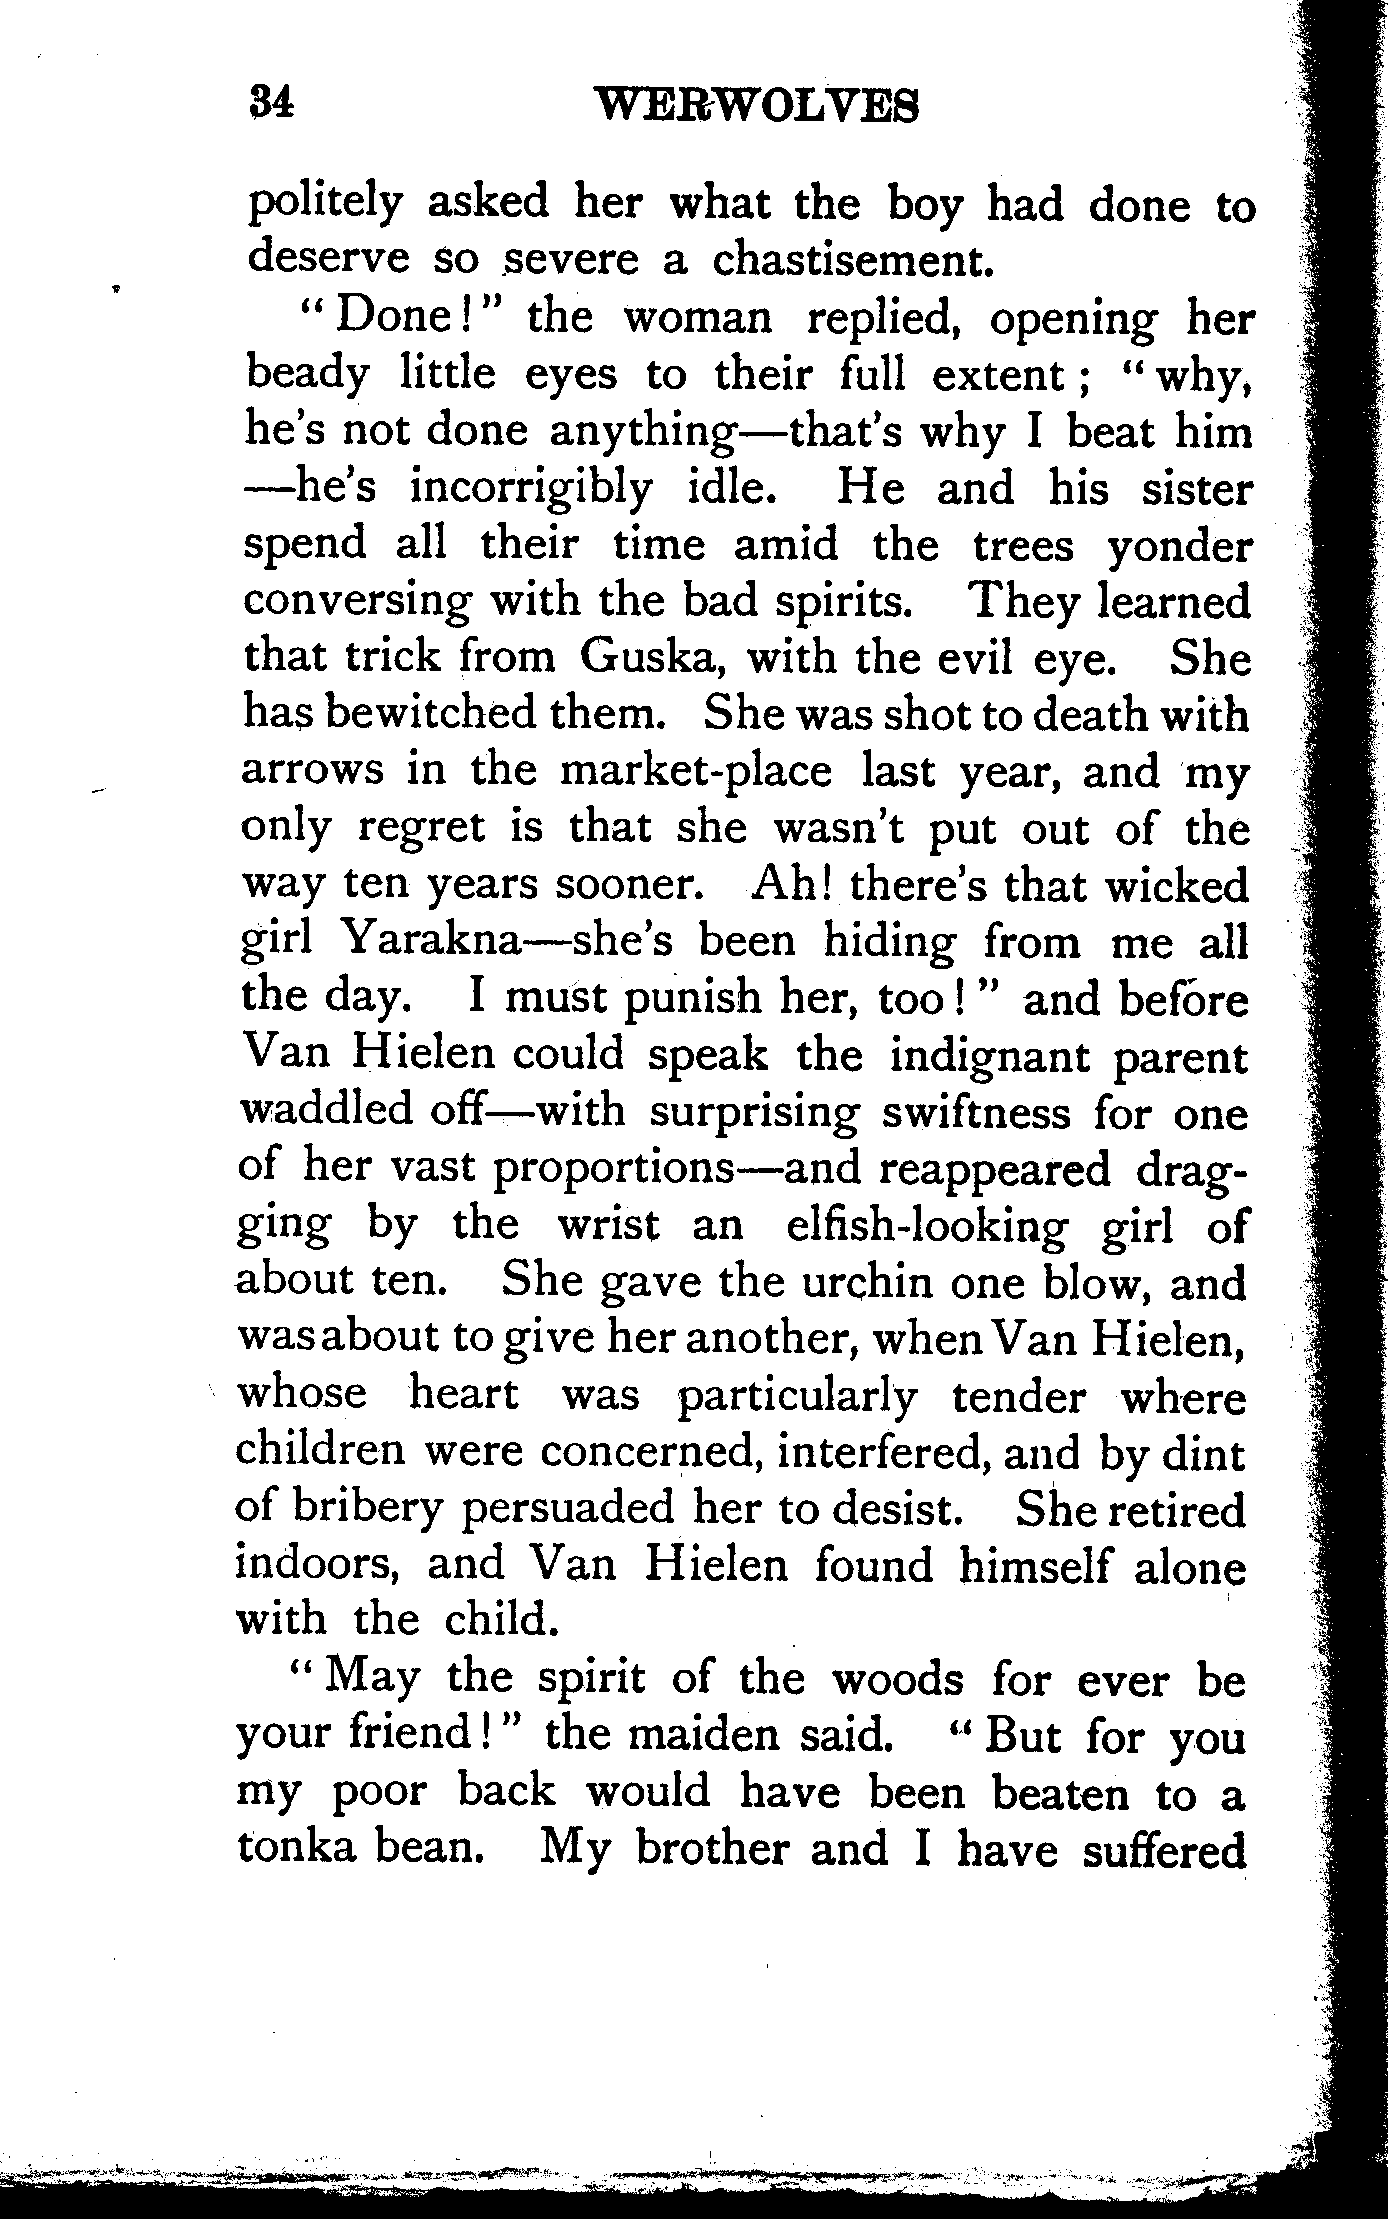 34 WERWOLVES
politely asked her what the boy had done to
deserve so severe a chastisement.
“ Done ! ” the woman replied, opening her
beady little eyes to their full extent ; “ why,
he's not done anything—that's why I beat him
—he's incorrigibly idle. He and his sister
spend all their time amid the trees yonder
conversing with the bad spirits. They learned
that trick from Guska, with the evil eye. She
has bewitched them. She was shot to death with
arrows in the market-place last year, and my
only regret is that she wasn't put out of the
way ten years sooner. Ah! there's that wicked
girl Yarakna—she's been hiding from me all
the day. I must punish her, too ! ” and before
Van Hielen could speak the indignant parent
waddled off—with surprising swiftness for one
of her vast proportions—and reappeared drag-
ging by the wrist an elfish-looking girl of
about ten. She gave the urchin one blow, and
was about to give her another, when Van Hielen,
whose heart was particularly tender where
children were concerned, interfered, and by dint
of bribery persuaded her to desist. She retired
indoors, and Van Hielen found himself alone
with the child.
“ May the spirit of the woods for ever be
your friend ! ” the maiden said. “ But for you
my poor back would have been beaten to a
tonka bean. My brother and I have suffered